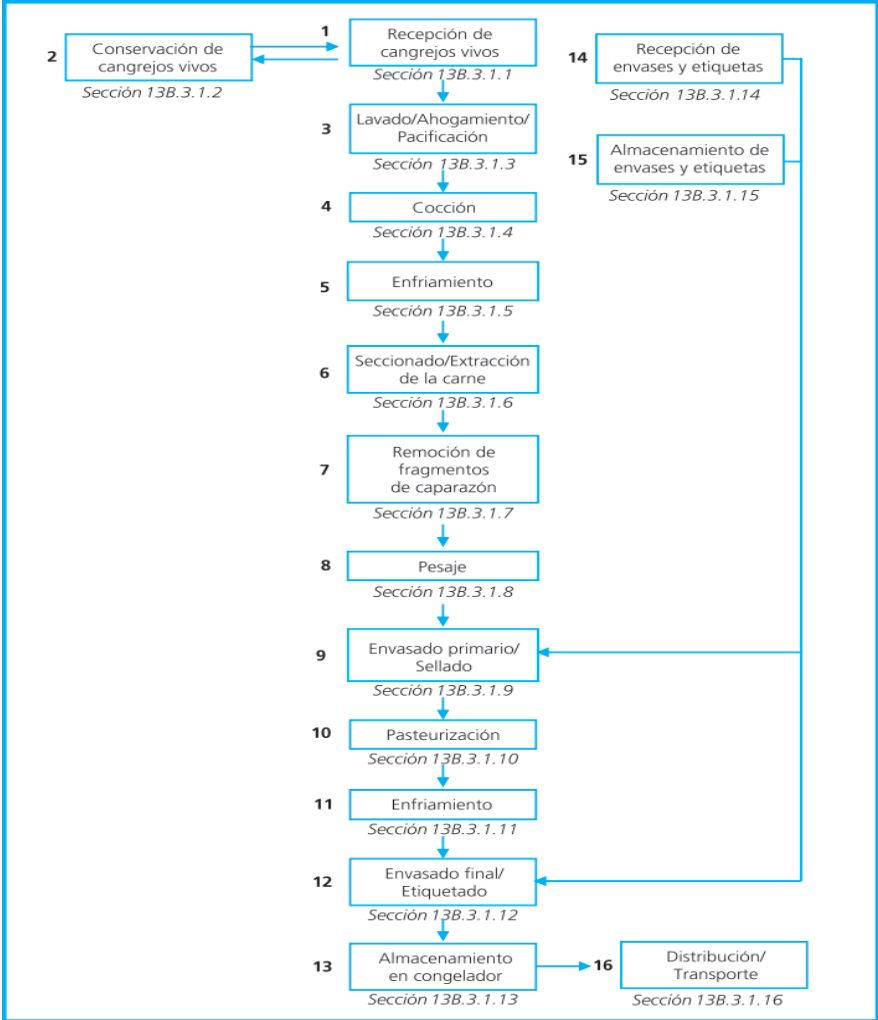 1
Recepción de
cangrejos vivos
Sección 13B.3.1.1
2
Conservación de
cangrejos vivos
Sección 13B.3.1.2
14
Recepción de
envases y etiquetas
Sección 13B.3.1.14
3
Lavado/Ahogamiento/
Pacificación
Sección 13B.3.1.3
15
Almacenamiento de
envases y etiquetas
Sección 13B.3.1.15
4
Cocción
Sección 13B.3.1.4
5
Enfriamiento
Sección 13B.3.1.5
6
Seccionado/Extracción
de la carne
Sección 13B.3.1.6
7
Remoción de
fragmentos
de caparazón
Sección 13B.3.1.7
8
Pesaje
Sección 13B.3.1.8
9
Envasado primario/
Sellado
Sección 13B.3.1.9
10
Pasteurización
Sección 13B.3.1.10
11
Enfriamiento
Sección 13B.3.1.11
12
Envasado final/
Etiquetado
Sección 13B.3.1.12
13
Almacenamiento
en congelador
Sección 13B.3.1.13
16
Distribución/
Transporte
Sección 13B.3.1.16